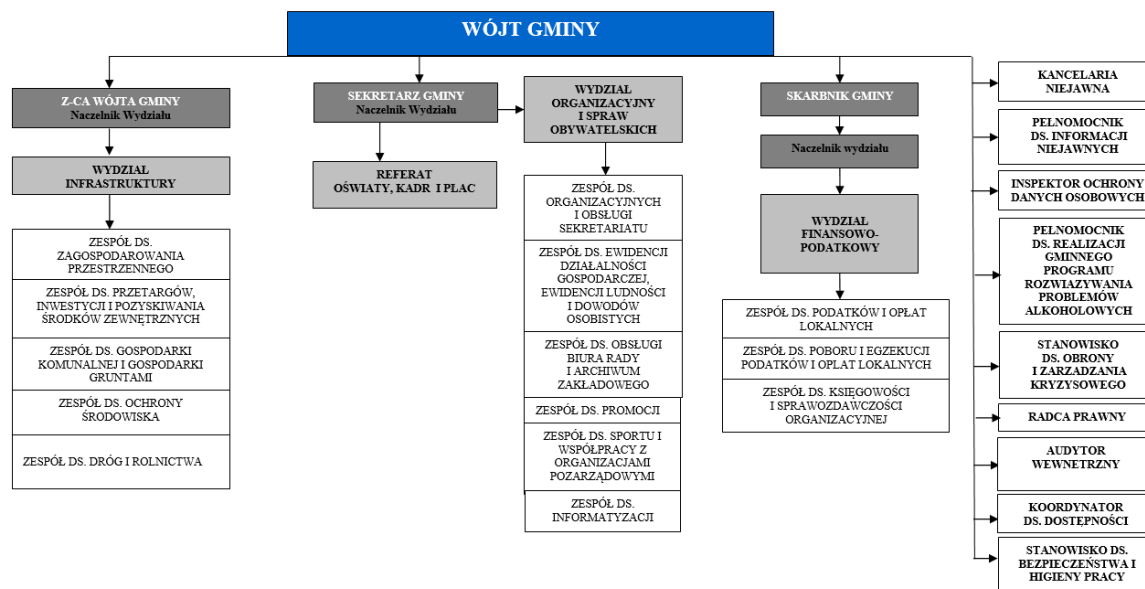 WÓJT GMINY
Z-CA WÓJTA GMINY
Naczelnik Wydziału
WYDZIAŁ
INFRASTRUKTURY
ZESPÓŁ DS.
ZAGOSPODAROWANIA
PRZESTRZENNEGO
ZESPÓŁ DS. PRZETARGÓW,
INWESTYCJI I POZYSKIWANIA
ŚRODKÓW ZEWNĘTRZNYCH
ZESPÓŁ DS. GOSPODARKI
KOMUNALNEJ I GOSPODARKI
GRUNTAMI
ZESPÓŁ DS. OCHRONY
ŚRODOWISKA
ZESPÓŁ DS. DRÓG I ROLNICTWA
SEKRETARZ GMINY
Naczelnik Wydziału
REFERAT
OŚWIATY, KADR I PŁAC
WYDZIAŁ
ORGANIZACYJNY
I SPRAW
OBYWATELSKICH
ZESPÓŁ DS.
ORGANIZACYJNYCH
I OBSŁUGI
SEKRETARIATU
ZESPÓŁ DS. EWIDENCJI
DZIAŁALNOŚCI
GOSPODARCZEJ,
EWIDENCJI LUDNOŚCI
I DOWODÓW
OSOBISTYCH
ZESPÓŁ DS. OBSŁUGI
BIURA RADY
I ARCHIWUM
ZAKŁADOWEGO
ZESPÓŁ DS. PROMOCJI
ZESPÓŁ DS. SPORTU I
WSPÓŁPRACY Z
ORGANIZACJAMI
POZARZĄDOWYMI
ZESPÓŁ DS.
INFORMATYZACJI
SKARBNIK GMINY
Naczelnik wydziału
WYDZIAŁ
FINANSOWO-
PODATKOWY
ZESPÓŁ DS. PODATKÓW I OPŁAT
LOKALNYCH
ZESPÓŁ DS. POBORU I EGZEKUCJI
PODATKÓW I OPŁAT LOKALNYCH
ZESPÓŁ DS. KSIĘGOWOŚCI
I SPRAWOZDAWCZOŚCI
ORGANIZACYJNEJ
KANCELARIA
NIEJAWNA
PEŁNOMOCNIK
DS. INFORMACJI
NIEJAWNYCH
INSPEKTOR OCHRONY
DANYCH OSOBOWYCH
PEŁNOMOCNIK
DS. REALIZACJI
GMINNEGO
PROGRAMU
ROZWIAZYWANIA
PROBLEMÓW
ALKOHOLOWYCH
STANOWISKO
DS. OBRONY
I ZARZADZANIA
KRYZYSOWEGO
RADCA PRAWNY
AUDYTOR
WEWNETRZNY
KOORDYNATOR
DS. DOSTĘPNOŚCI
STANOWISKO DS.
BEZPIECZEŃSTWA I
HIGIENY PRACY